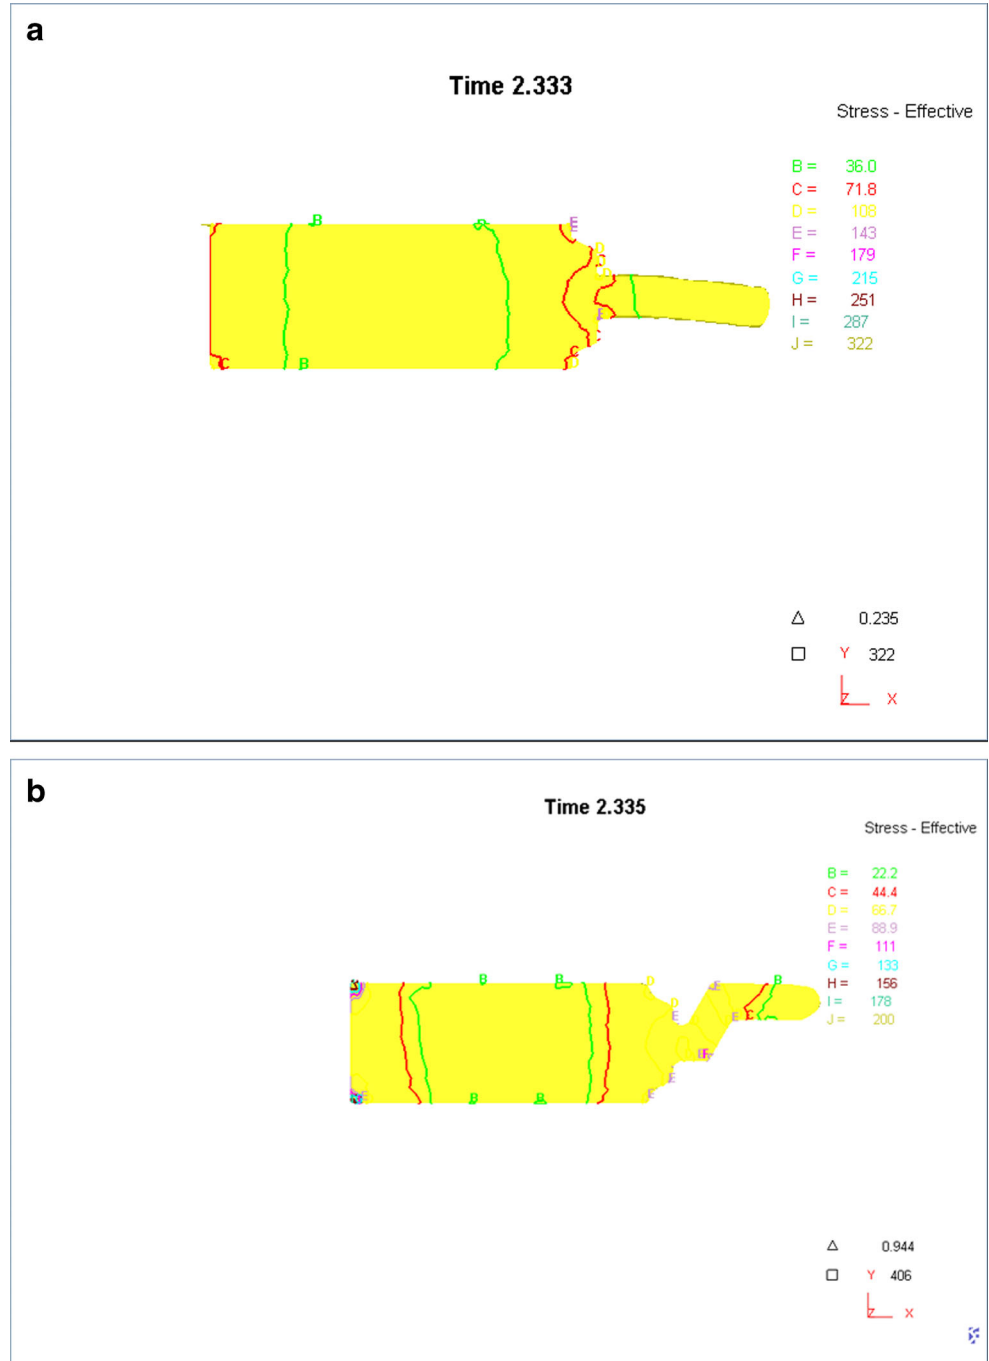 a
Time 2.333
Stress - Effective
B = 36.0
C = 71.8
D = 108
E = 143
F = 179
G = 215
H = 251
I = 287
J = 322
B
E
D
D
E
C
B
C
D
0.235
Y 322
Z X
b
Time 2.335
Stress - Effective
B = 22.2
C = 44.4
D = 66.7
E = 88.9
F = 111
G = 133
H = 156
I = 178
J = 200
B B D E B
D
E E C
E
E
E B B E
0.944
Y 406
Z X